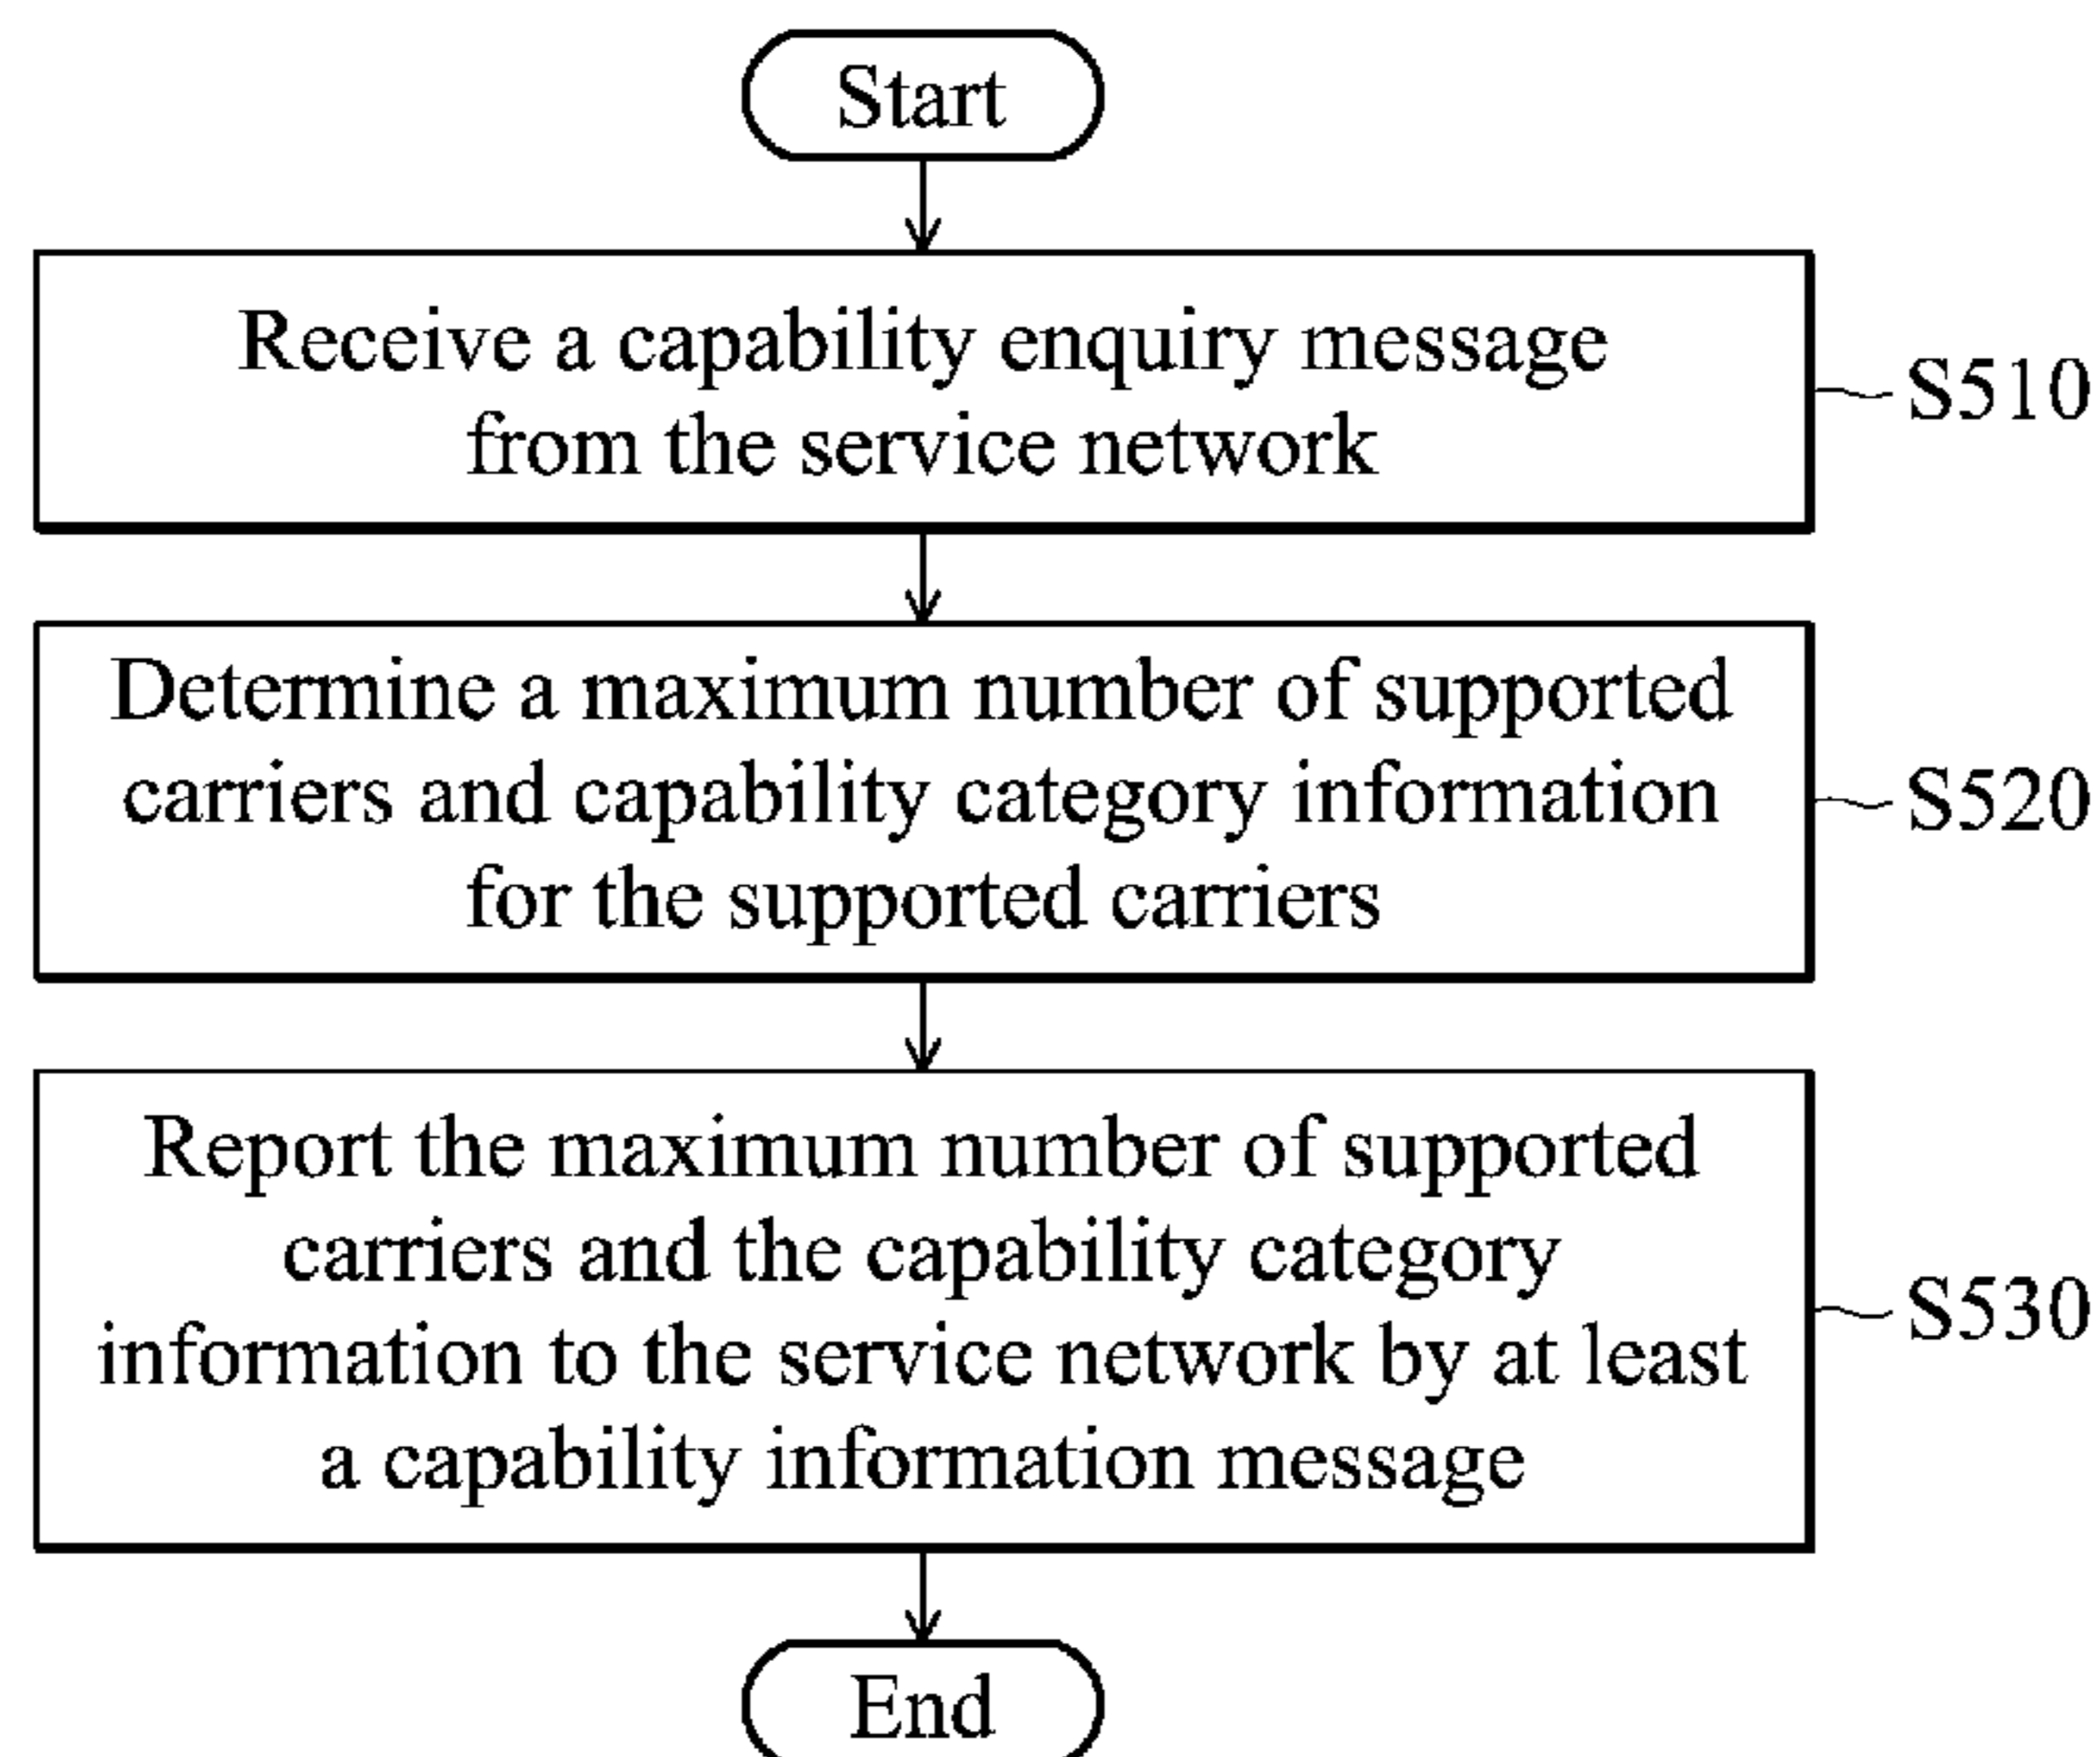 Start
Receive a capability enquiry message
from the service network
S510
Determine a maximum number of supported
carriers and capability category information
for the supported carriers
S520
Report the maximum number of supported
carriers and the capability category
information to the service network by at least
a capability information message
S530
End